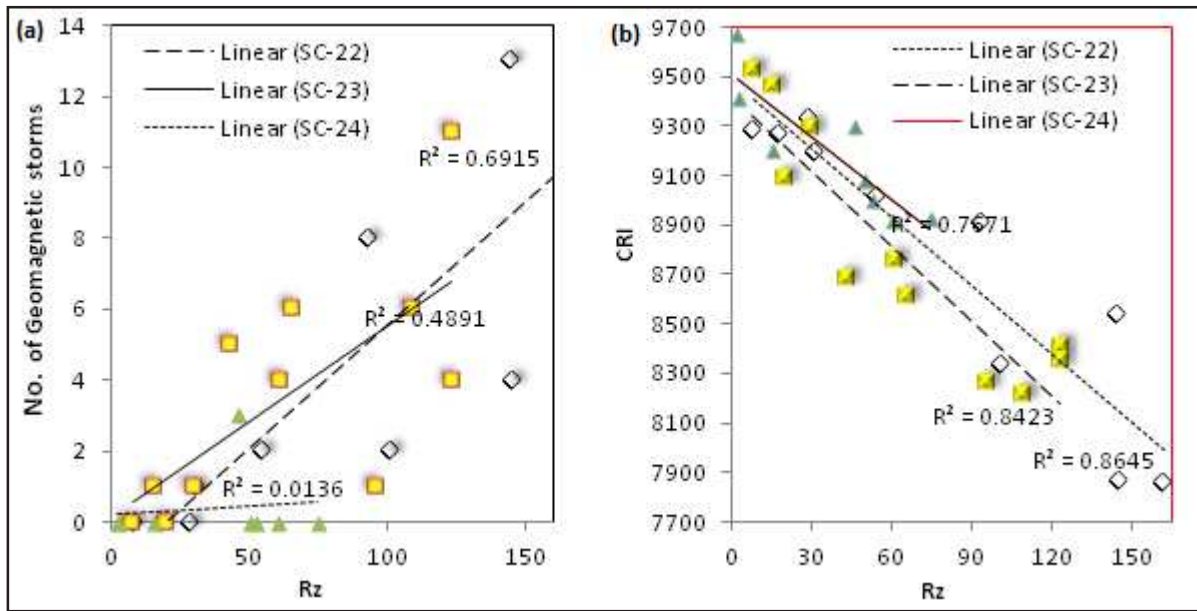 (a)
14
12
10
8
6
4
2
0
No. of Geomagnetic storms
Linear (SC-22)
Linear (SC-23)
Linear (SC-24)
R² = 0.6915
R² = 0.4891
R² = 0.0136
0 50 100 150
Rz
(b)
9700
9500
9300
9100
8900
8700
8500
8300
8100
7900
7700
CRI
Linear (SC-22)
Linear (SC-23)
Linear (SC-24)
R² = 0.7671
R² = 0.8423
R² = 0.8645
0 30 60 90 120 150
Rz